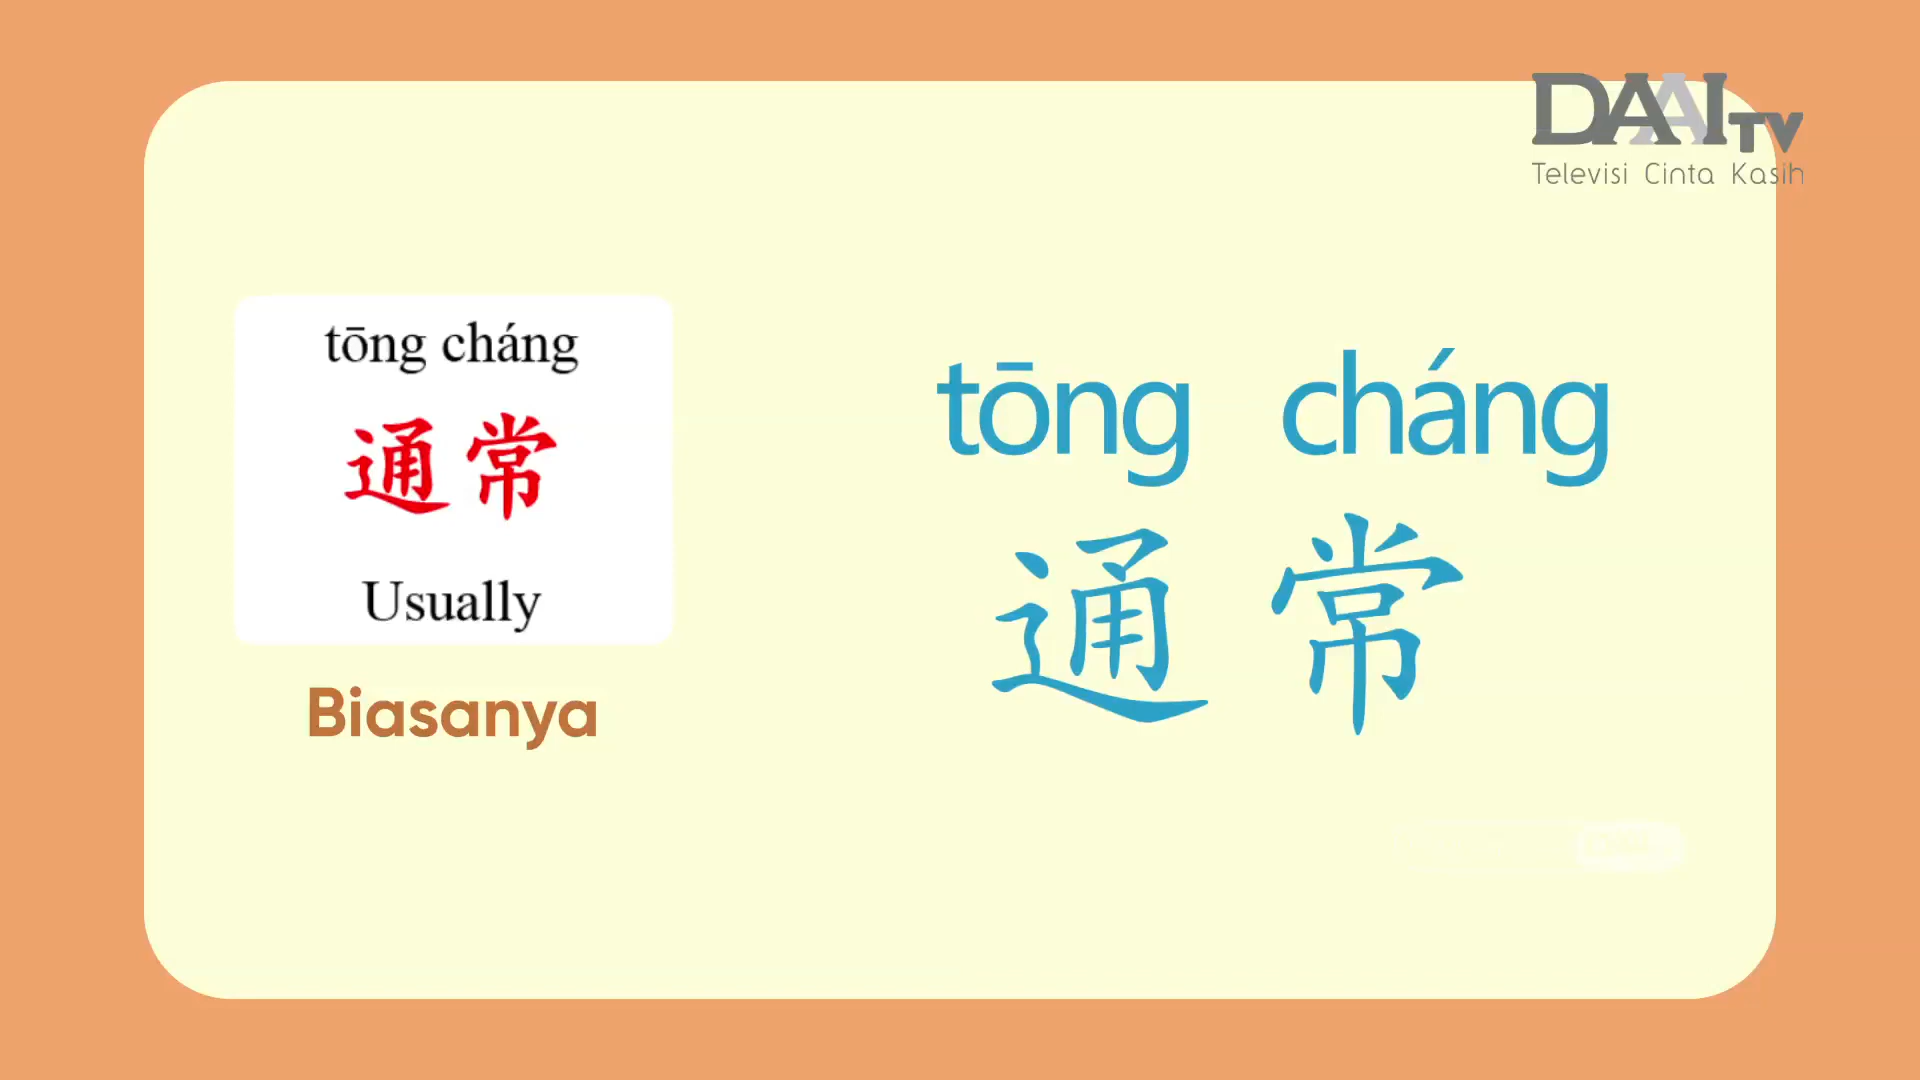 DAAI TV
Televisi Cinta Kasih
tōng cháng
通常
Usually
Biasanya
tōng cháng
通常